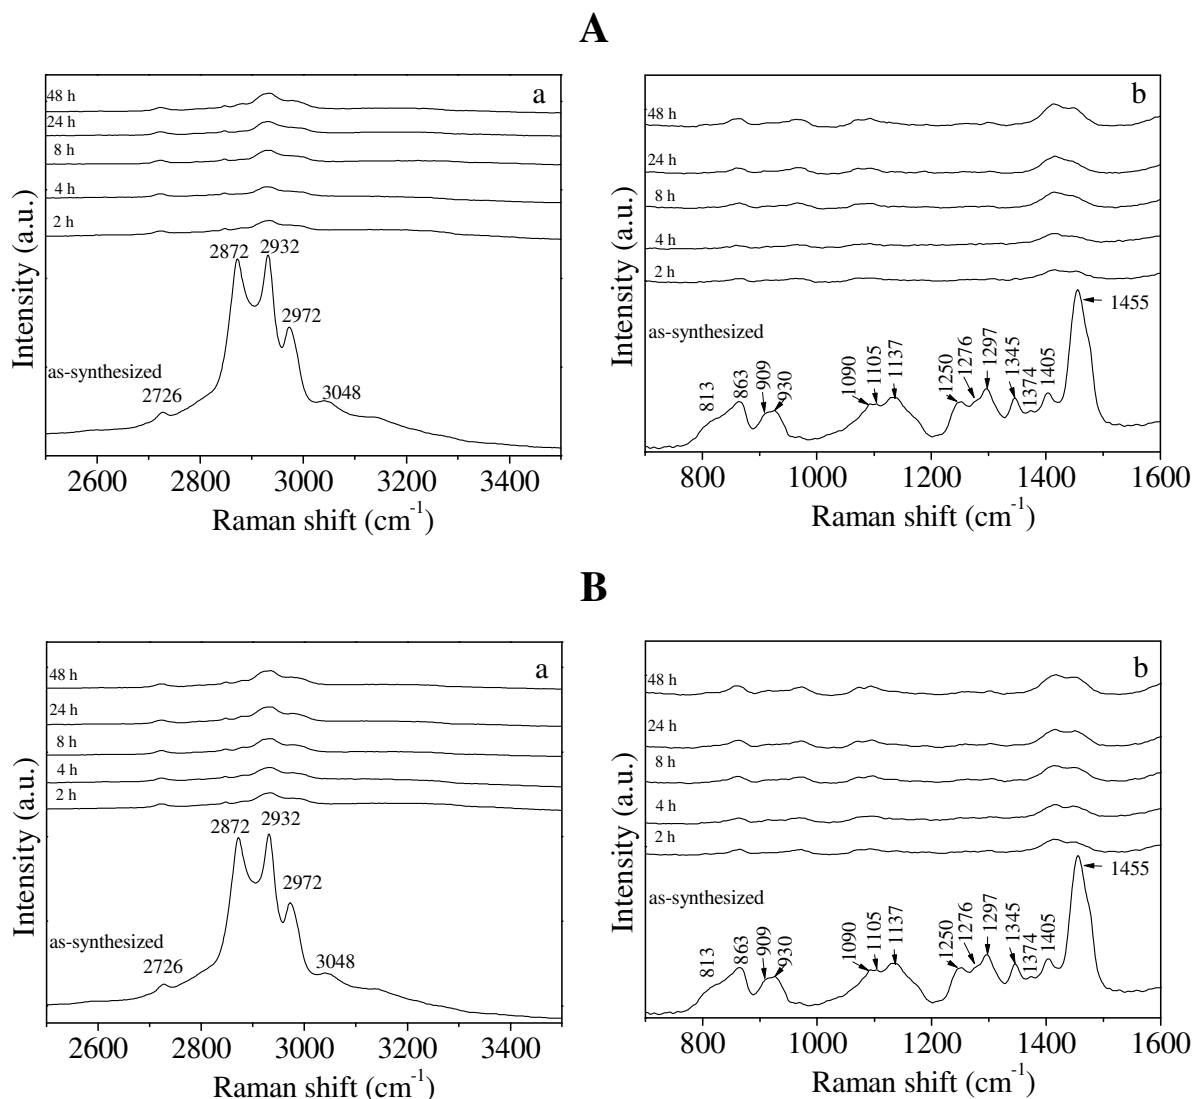 A
a
48 h
24 h
8 h
4 h
2 h
2872
2932
2972
as-synthesized
2726
3048
Intensity (a.u.)
2600 2800 3000 3200 3400
Raman shift (cm-1)
b
48 h
24 h
8 h
4 h
2 h
1455
as-synthesized
813
863
909
930
1090
1105
1137
1250
1276
1297
1345
1374
1405
Intensity (a.u.)
800 1000 1200 1400 1600
Raman shift (cm-1)
B
a
48 h
24 h
8 h
4 h
2 h
2872
2932
2972
as-synthesized
2726
3048
Intensity (a.u.)
2600 2800 3000 3200 3400
Raman shift (cm-1)
b
48 h
24 h
8 h
4 h
2 h
1455
as-synthesized
813
863
909
930
1090
1105
1137
1250
1276
1297
1345
1374
1405
Intensity (a.u.)
800 1000 1200 1400 1600
Raman shift (cm-1)